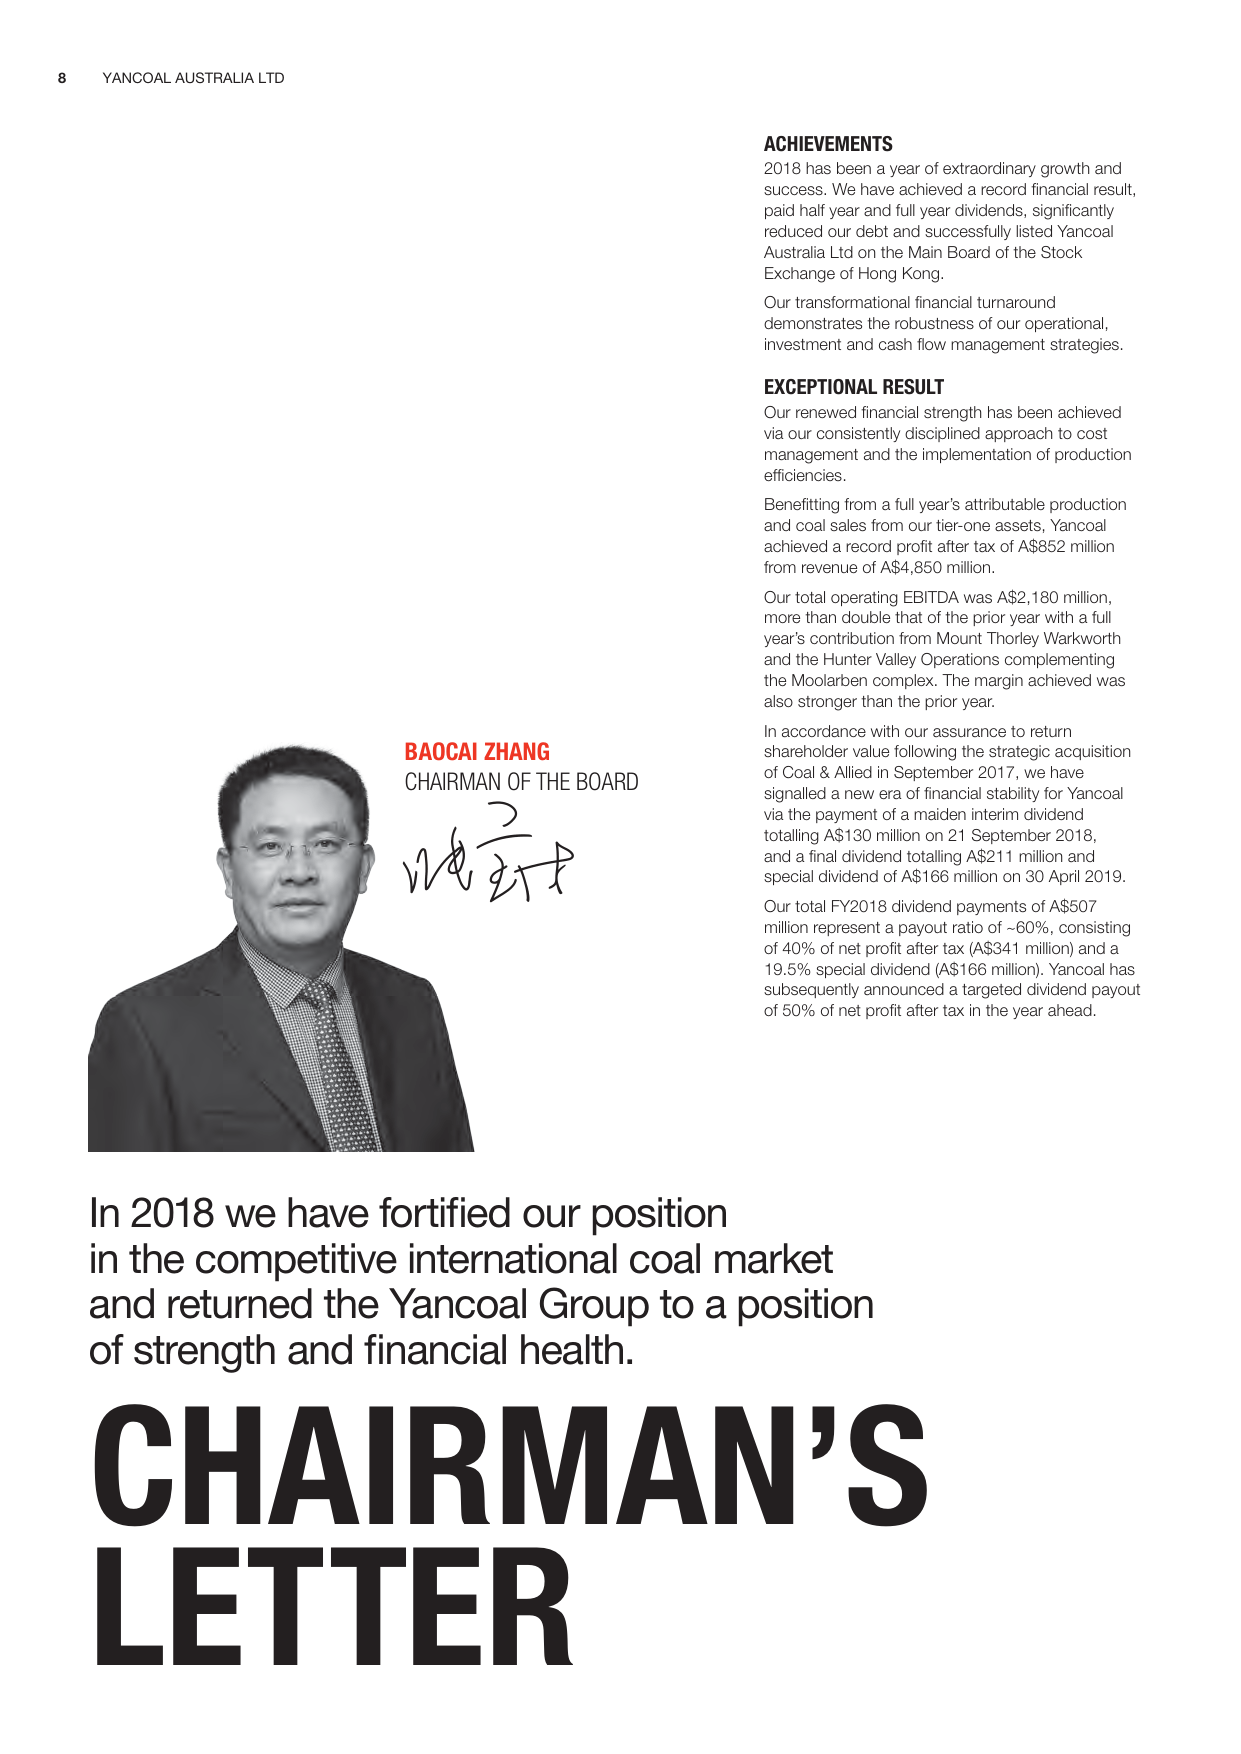 8 YANCOAL AUSTRALIA LTD
ACHIEVEMENTS
2018 has been a year of extraordinary growth and
success. We have achieved a record financial result,
paid half year and full year dividends, significantly
reduced our debt and successfully listed Yancoal
Australia Ltd on the Main Board of the Stock
Exchange of Hong Kong.
Our transformational financial turnaround
demonstrates the robustness of our operational,
investment and cash flow management strategies.
EXCEPTIONAL RESULT
Our renewed financial strength has been achieved
via our consistently disciplined approach to cost
management and the implementation of production
efficiencies.
Benefitting from a full year’s attributable production
and coal sales from our tier-one assets, Yancoal
achieved a record profit after tax of A$852 million
from revenue of A$4,850 million.
Our total operating EBITDA was A$2,180 million,
more than double that of the prior year with a full
year’s contribution from Mount Thorley Warkworth
and the Hunter Valley Operations complementing
the Moolarben complex. The margin achieved was
also stronger than the prior year.
In accordance with our assurance to return
shareholder value following the strategic acquisition
of Coal & Allied in September 2017, we have
signalled a new era of financial stability for Yancoal
via the payment of a maiden interim dividend
totalling A$130 million on 21 September 2018,
and a final dividend totalling A$211 million and
special dividend of A$166 million on 30 April 2019.
Our total FY2018 dividend payments of A$507
million represent a payout ratio of ~60%, consisting
of 40% of net profit after tax (A$341 million) and a
19.5% special dividend (A$166 million). Yancoal has
subsequently announced a targeted dividend payout
of 50% of net profit after tax in the year ahead.
BAOCAI ZHANG
CHAIRMAN OF THE BOARD
In 2018 we have fortified our position
in the competitive international coal market
and returned the Yancoal Group to a position
of strength and financial health.
CHAIRMAN’S
LETTER